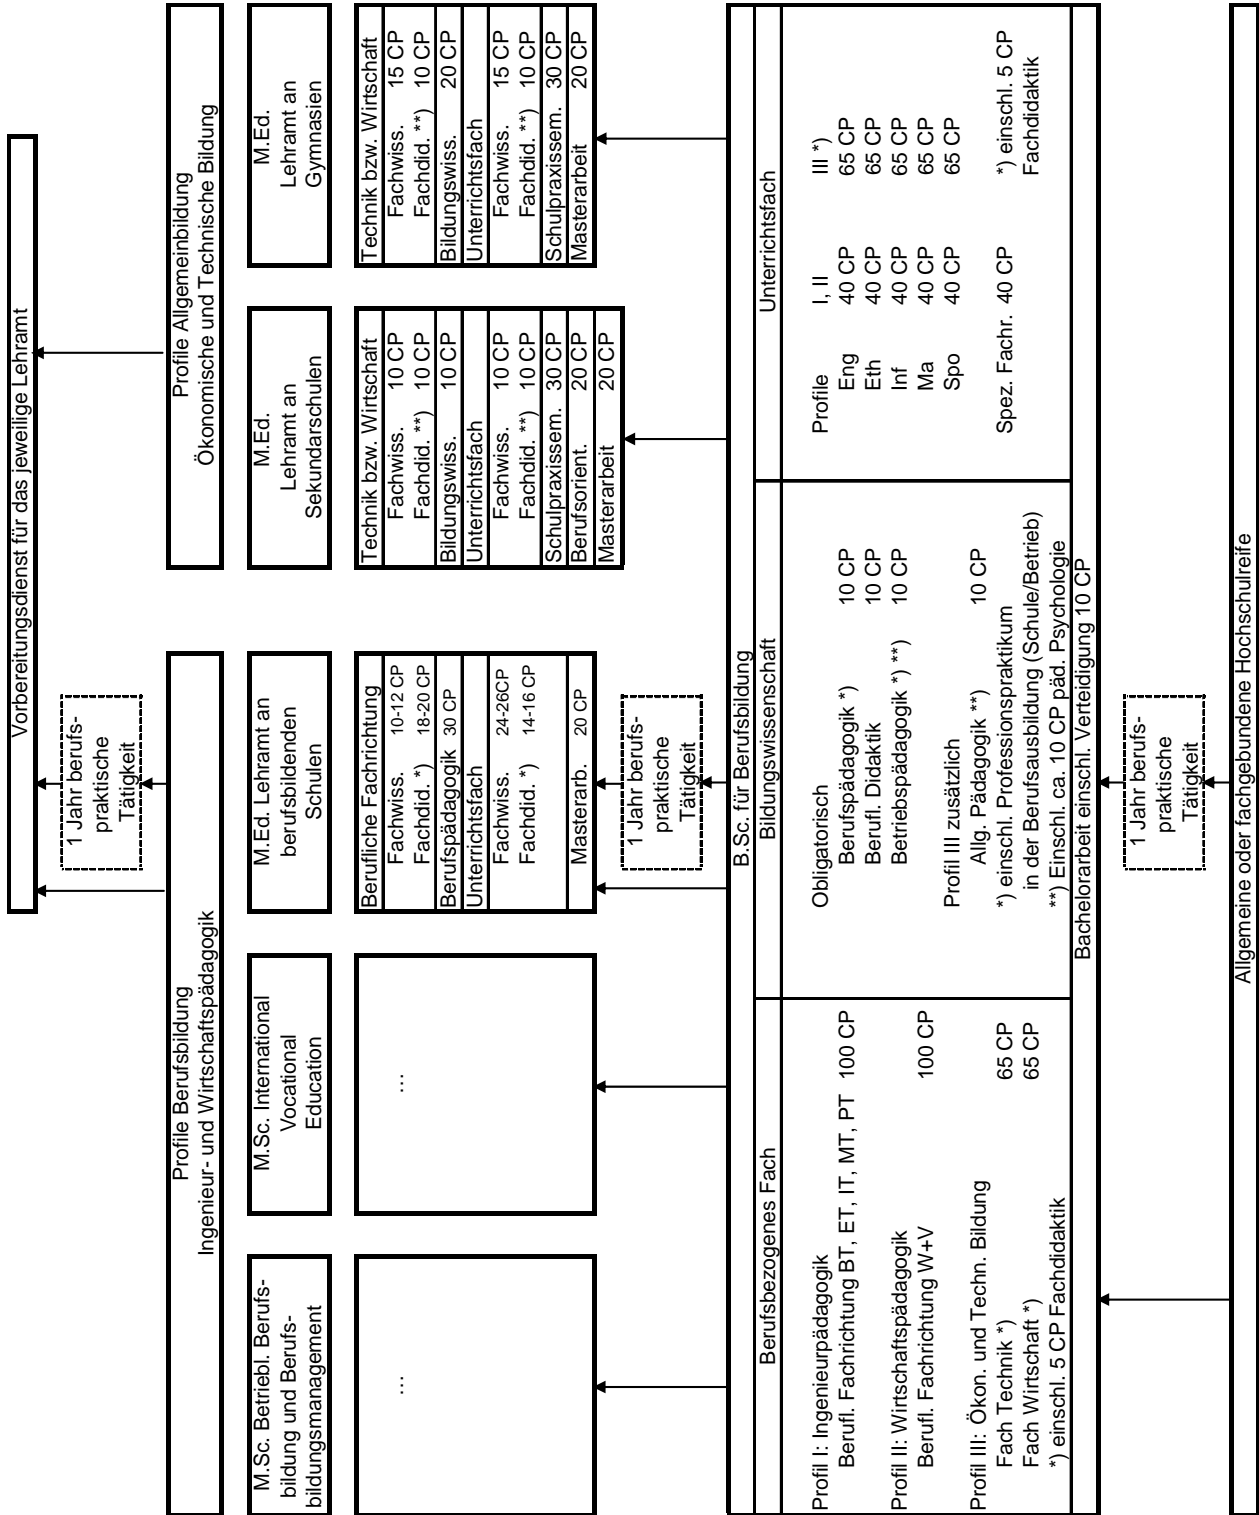 Vorbereitungsdienst für das jeweilige Lehramt
1 Jahr berufs-
praktische
Tätigkeit
Profile Berufsbildung
Ingenieur- und Wirtschaftspädagogik
Profile Allgemeinbildung
Ökonomische und Technische Bildung
M.Sc. Betriebl. Berufs-
bildung und Berufs-
bildungsmanagement
M.Sc. International
Vocational
Education
M.Ed. Lehramt an
berufsbildenden
Schulen
M.Ed.
Lehramt an
Sekundarschulen
M.Ed.
Lehramt an
Gymnasien
...
...
Berufliche Fachrichtung
Fachwiss. 10-12 CP
Fachdid. *) 18-20 CP
Berufspädagogik 30 CP
Unterrichtsfach
Fachwiss. 24-26CP
Fachdid. *) 14-16 CP
Masterarb. 20 CP
Technik bzw. Wirtschaft
Fachwiss. 10 CP
Fachdid. **) 10 CP
Bildungswiss. 10 CP
Unterrichtsfach
Fachwiss. 10 CP
Fachdid. **) 10 CP
Schulpraxissem. 30 CP
Berufsorient. 20 CP
Masterarbeit 20 CP
Technik bzw. Wirtschaft
Fachwiss. 15 CP
Fachdid. **) 10 CP
Bildungswiss. 20 CP
Unterrichtsfach
Fachwiss. 15 CP
Fachdid. **) 10 CP
Schulpraxissem. 30 CP
Masterarbeit 20 CP
1 Jahr berufs-
praktische
Tätigkeit
B.Sc. für Berufsbildung
Berufsbezogenes Fach
Profil I: Ingenieurpädagogik
Berufl. Fachrichtung BT, ET, IT, MT, PT 100 CP
Profil II: Wirtschaftspädagogik
Berufl. Fachrichtung W+V 100 CP
Profil III: Ökon. und Techn. Bildung
Fach Technik *) 65 CP
Fach Wirtschaft *) 65 CP
*) einschl. 5 CP Fachdidaktik
Bildungswissenschaft
Obligatorisch
Berufspädagogik *) 10 CP
Berufl. Didaktik 10 CP
Betriebspädagogik *) **) 10 CP
Profil III zusätzlich
Allg. Pädagogik **) 10 CP
*) einschl. Professionspraktikum
in der Berufsausbildung (Schule/Betrieb)
**) Einschl. ca. 10 CP päd. Psychologie
Unterrichtsfach
Profile I, II III *)
Eng 40 CP 65 CP
Eth 40 CP 65 CP
Inf 40 CP 65 CP
Ma 40 CP 65 CP
Spo 40 CP 65 CP
Spez. Fachr. 40 CP *) einschl. 5 CP
Fachdidaktik
Bachelorarbeit einschl. Verteidigung 10 CP
1 Jahr berufs-
praktische
Tätigkeit
Allgemeine oder fachgebundene Hochschulreife